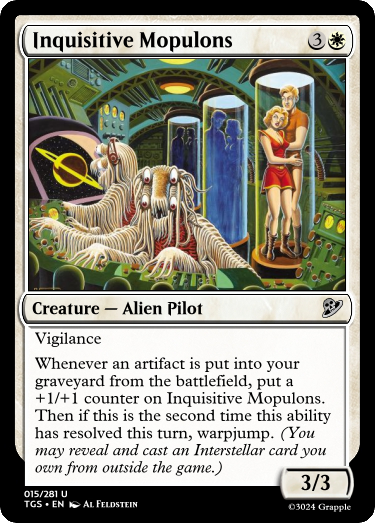 Inquisitive Mopulons 3
Creature — Alien Pilot
Vigilance
Whenever an artifact is put into your
graveyard from the battlefield, put a
+1/+1 counter on Inquisitive Mopulons.
Then if this is the second time this ability
has resolved this turn, warpjump. (You
may reveal and cast an Interstellar card you
own from outside the game.)
3/3
015/281 U
TGS • EN Al Feldstein
©3024 Grapple